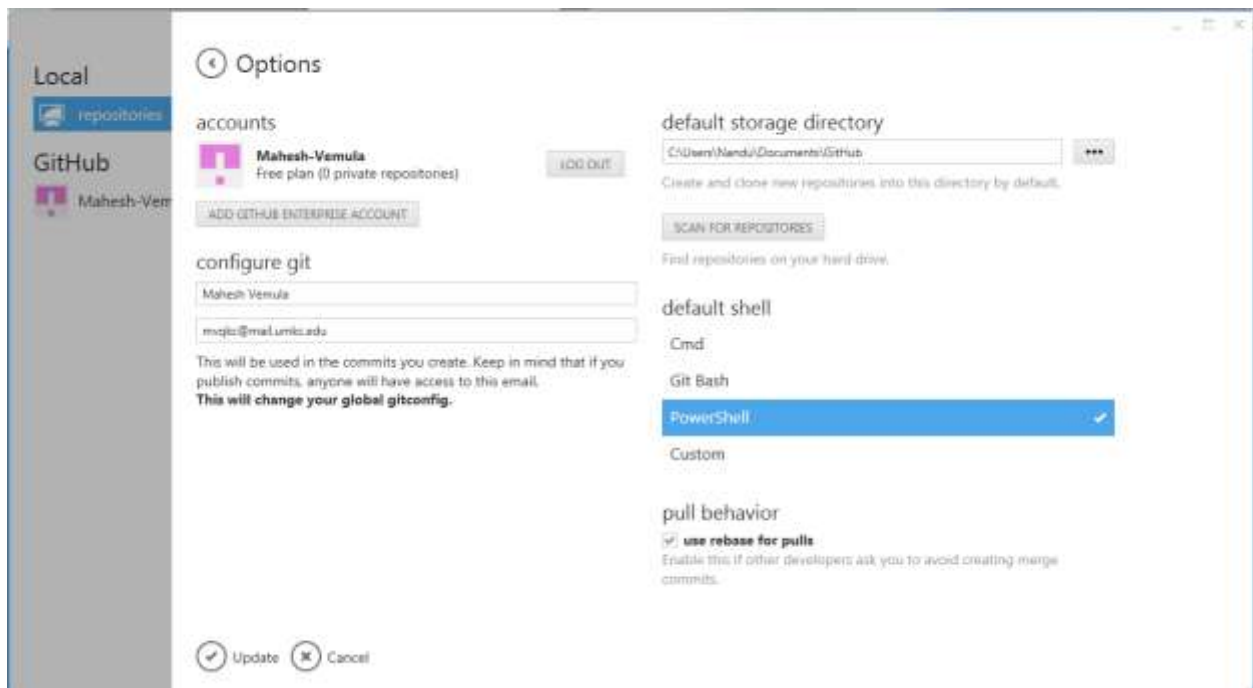 Options
Local
repositories
GitHub
Mahesh-Vem
accounts
Mahesh-Vemula
Free plan (0 private repositories)
LOG OUT
ADD GITHUB ENTERPRISE ACCOUNT
configure git
Mahesh Vemula
This will be used in the commits you create. Keep in mind that if you
publish commits, anyone will have access to this email.
This will change your global gitconfig.
default storage directory
C:\Users\Nandu\Documents\GitHub
Create and clone new repositories into this directory by default.
SCAN FOR REPOSITORIES
Find repositories on your hard drive.
default shell
Cmd
Git Bash
PowerShell
Custom
pull behavior
use rebase for pulls
Enable this if other developers ask you to avoid creating merge
commits.
Update
Cancel